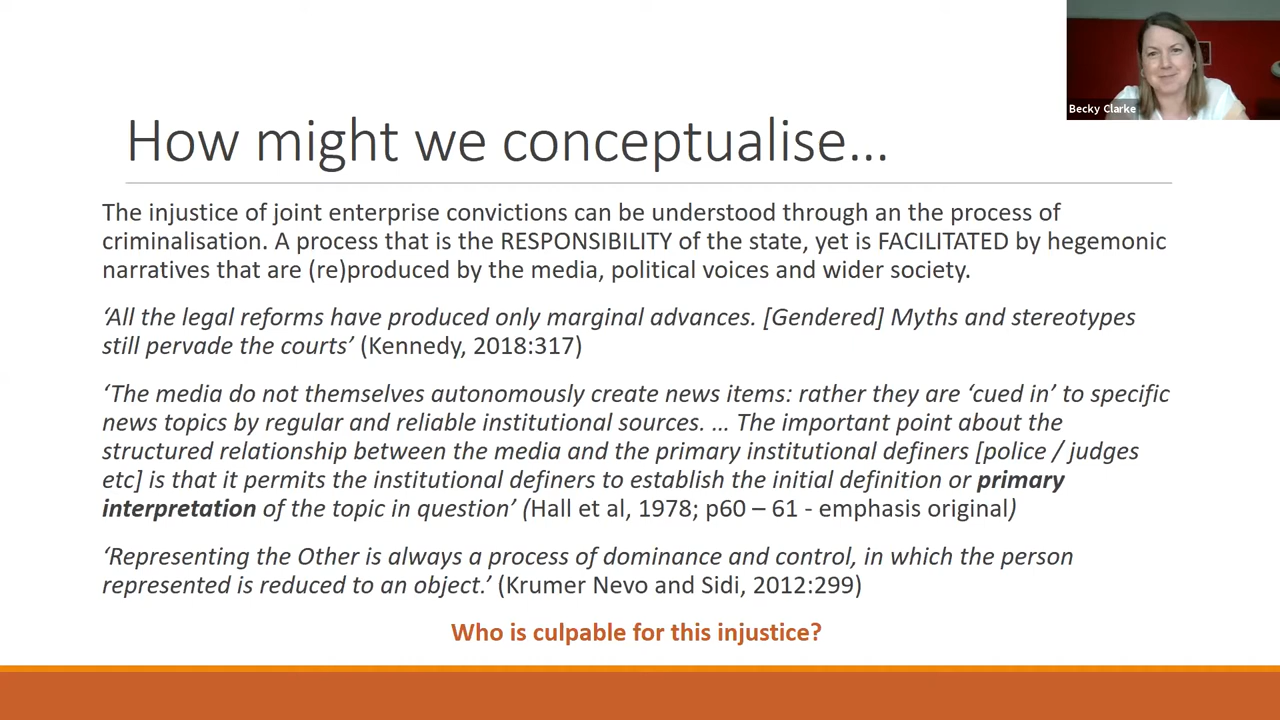 Becky Clarke
How might we conceptualise...
The injustice of joint enterprise convictions can be understood through an the process of
criminalisation. A process that is the RESPONSIBILITY of the state, yet is FACILITATED by hegemonic
narratives that are (re)produced by the media, political voices and wider society.
‘All the legal reforms have produced only marginal advances. [Gendered] Myths and stereotypes
still pervade the courts’ (Kennedy, 2018:317)
‘The media do not themselves autonomously create news items: rather they are ‘cued in’ to specific
news topics by regular and reliable institutional sources. … The important point about the
structured relationship between the media and the primary institutional definers [police / judges
etc] is that it permits the institutional definers to establish the initial definition or primary
interpretation of the topic in question’ (Hall et al, 1978; p60 – 61 - emphasis original)
‘Representing the Other is always a process of dominance and control, in which the person
represented is reduced to an object.’ (Krumer Nevo and Sidi, 2012:299)
Who is culpable for this injustice?